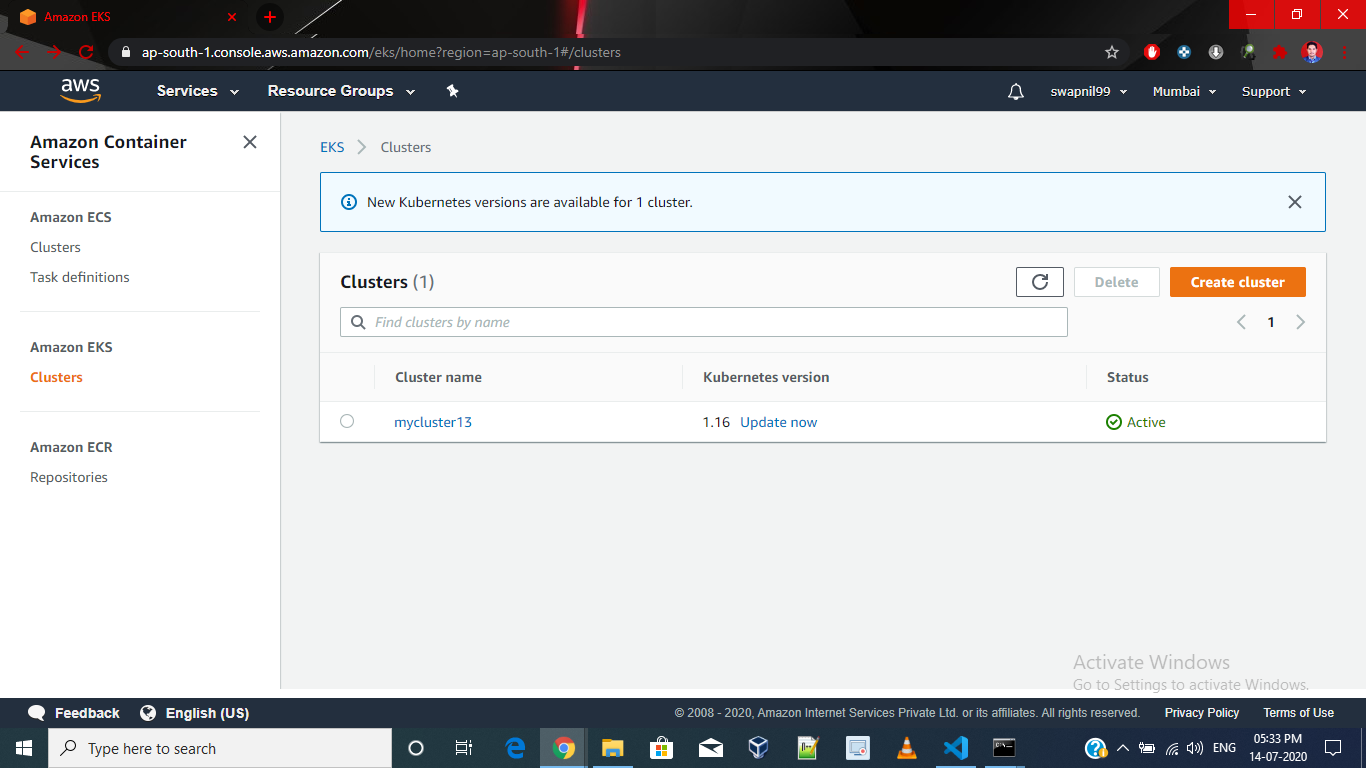 Amazon EKS
ap-south-1.console.aws.amazon.com/eks/home?region=ap-south-1#/clusters
aws
Services
Resource Groups
swapnil99
Mumbai
Support
Amazon Container
Services
Amazon ECS
Clusters
Task definitions
Amazon EKS
Clusters
Amazon ECR
Repositories
EKS
Clusters
New Kubernetes versions are available for 1 cluster.
Clusters (1)
Delete
Create cluster
Find clusters by name
1
Cluster name
Kubernetes version
Status
mycluster13
1.16 Update now
Active
Activate Windows
Go to Settings to activate Windows.
Feedback
English (US)
© 2008 - 2020, Amazon Internet Services Private Ltd. or its affiliates. All rights reserved.
Privacy Policy
Terms of Use
Type here to search
ENG
05:33 PM
14-07-2020